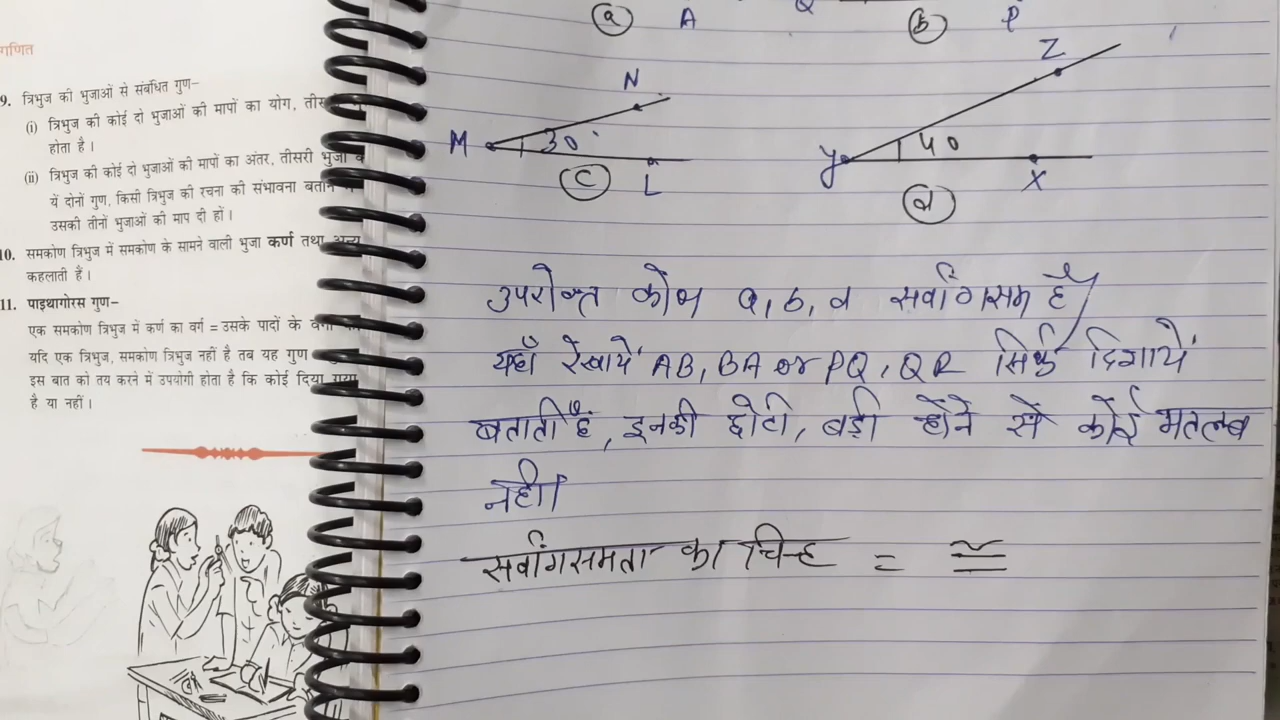 गणित
9. त्रिभुज की भुजाओं से संबंधित गुण–
(i) त्रिभुज की कोई दो भुजाओं की मापों का योग,
होता है।
(ii) त्रिभुज की कोई दो भुजाओं की मापों का अंतर, तीसरी भुजा
ये दोनों गुण, किसी त्रिभुज की रचना की संभावना बताने
उसकी तीनों भुजाओं की माप दी हों।
10. समकोण त्रिभुज में समकोण के सामने वाली भुजा कर्ण तथा अन्य
कहलाती हैं।
11. पाइथागोरस गुण–
एक समकोण त्रिभुज में कर्ण का वर्ग = उसके पादों के
यदि एक त्रिभुज, समकोण त्रिभुज नहीं है तब यह गुण
इस बात को तय करने में उपयोगी होता है कि कोई दिया गया
है या नहीं।
a A Q b P
M N 30° L c
Y Z 40 X d
उपरोक्त कोण a, b, d सर्वांगसम है।
यहाँ रेखायें AB, BA or PQ, QR सिर्फ दिशायें
बताती है, इनकी छोटी, बड़ी होंने से कोई मतलब
नही।
सर्वांगसमता का चिन्ह = ≅